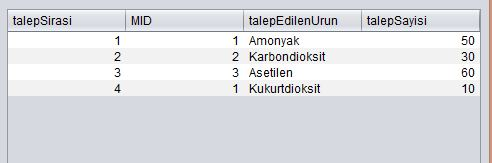 talepSirasi MID talepEdilenUrun talepSayisi
1 1 Amonyak 50
2 2 Karbondioksit 30
3 3 Asetilen 60
4 1 Kukurtdioksit 10